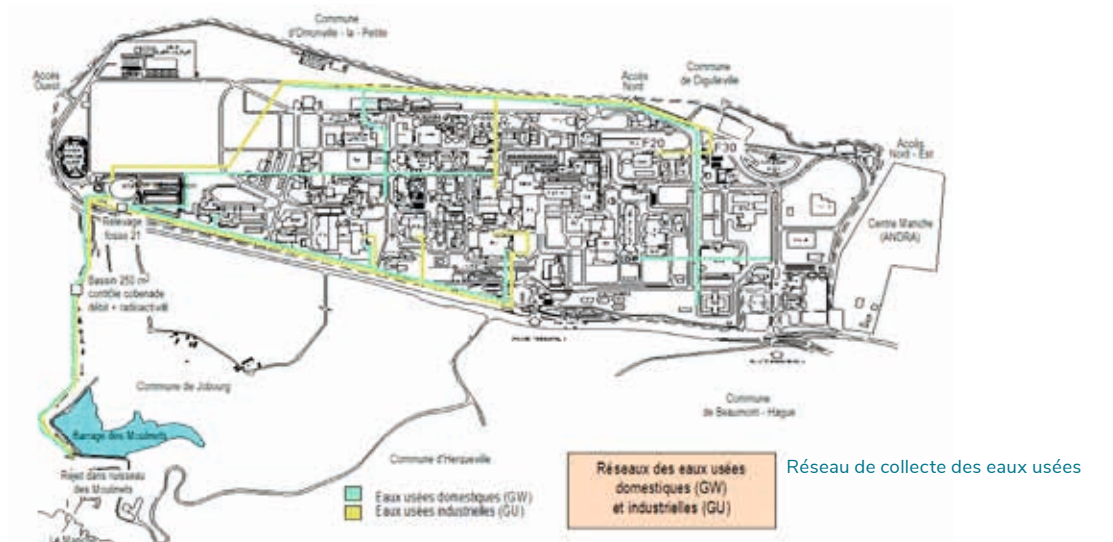 Commune
d'Omonville - la - Petite
Accès
Ouest
Accès
Nord
Commune
de Digulleville
Accès
Nord - Est
F20
F30
Centre Manche
(ANDRA)
Relevage
fosse 21
Bassin 250 m³
contrôle
débit + radioactivité
Commune de Jobourg
Barrage des Moulinets
Rejet dans ruisseau
des Moulinets
La Manche
Commune d'Herqueville
Commune
de Beaumont - Hague
Eaux usées domestiques (GW)
Eaux usées industrielles (GU)
Réseaux des eaux usées
domestiques (GW)
et industrielles (GU)
Réseau de collecte des eaux usées